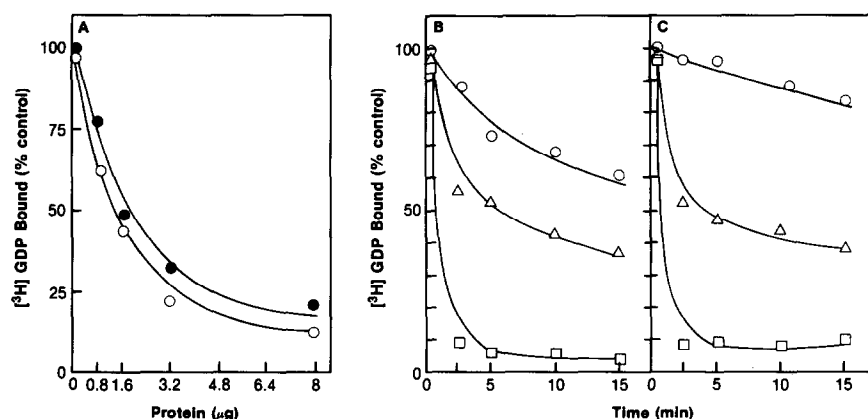 A
[³H] GDP Bound (% control)
100
75
50
25
0
0 0.8 1.6 3.2 4.8 6.4 8
Protein (μg)
B
[³H] GDP Bound (% control)
100
50
0
0 5 10 15
C
0 5 10 15
Time (min)